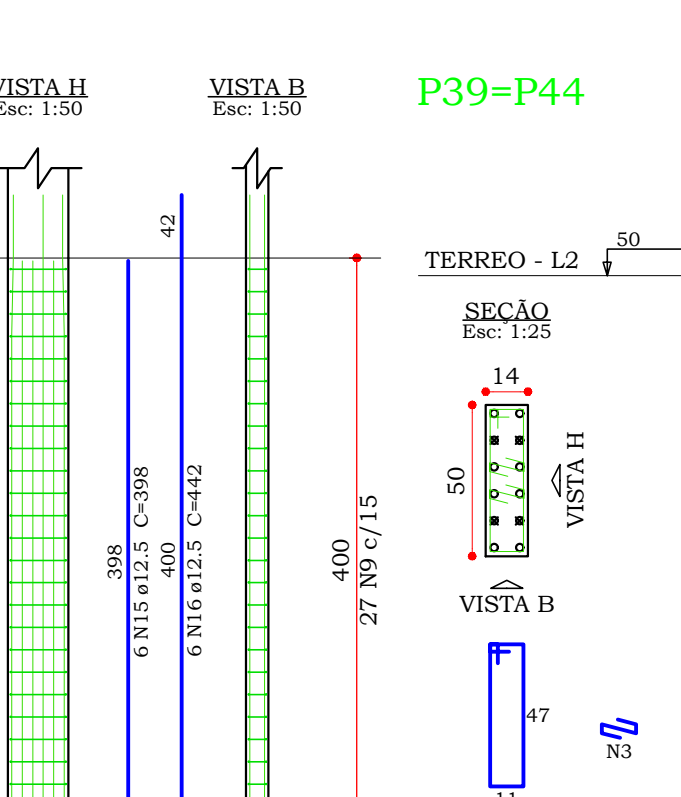 VISTA H
Esc: 1:50
VISTA B
Esc: 1:50
P39=P44
42
398
6 N15 ø12.5 C=398
400
6 N16 ø12.5 C=442
400
27 N9 c/15
TERREO - L2
50
SEÇÃO
Esc: 1:25
14
50
VISTA H
VISTA B
47
11
N3